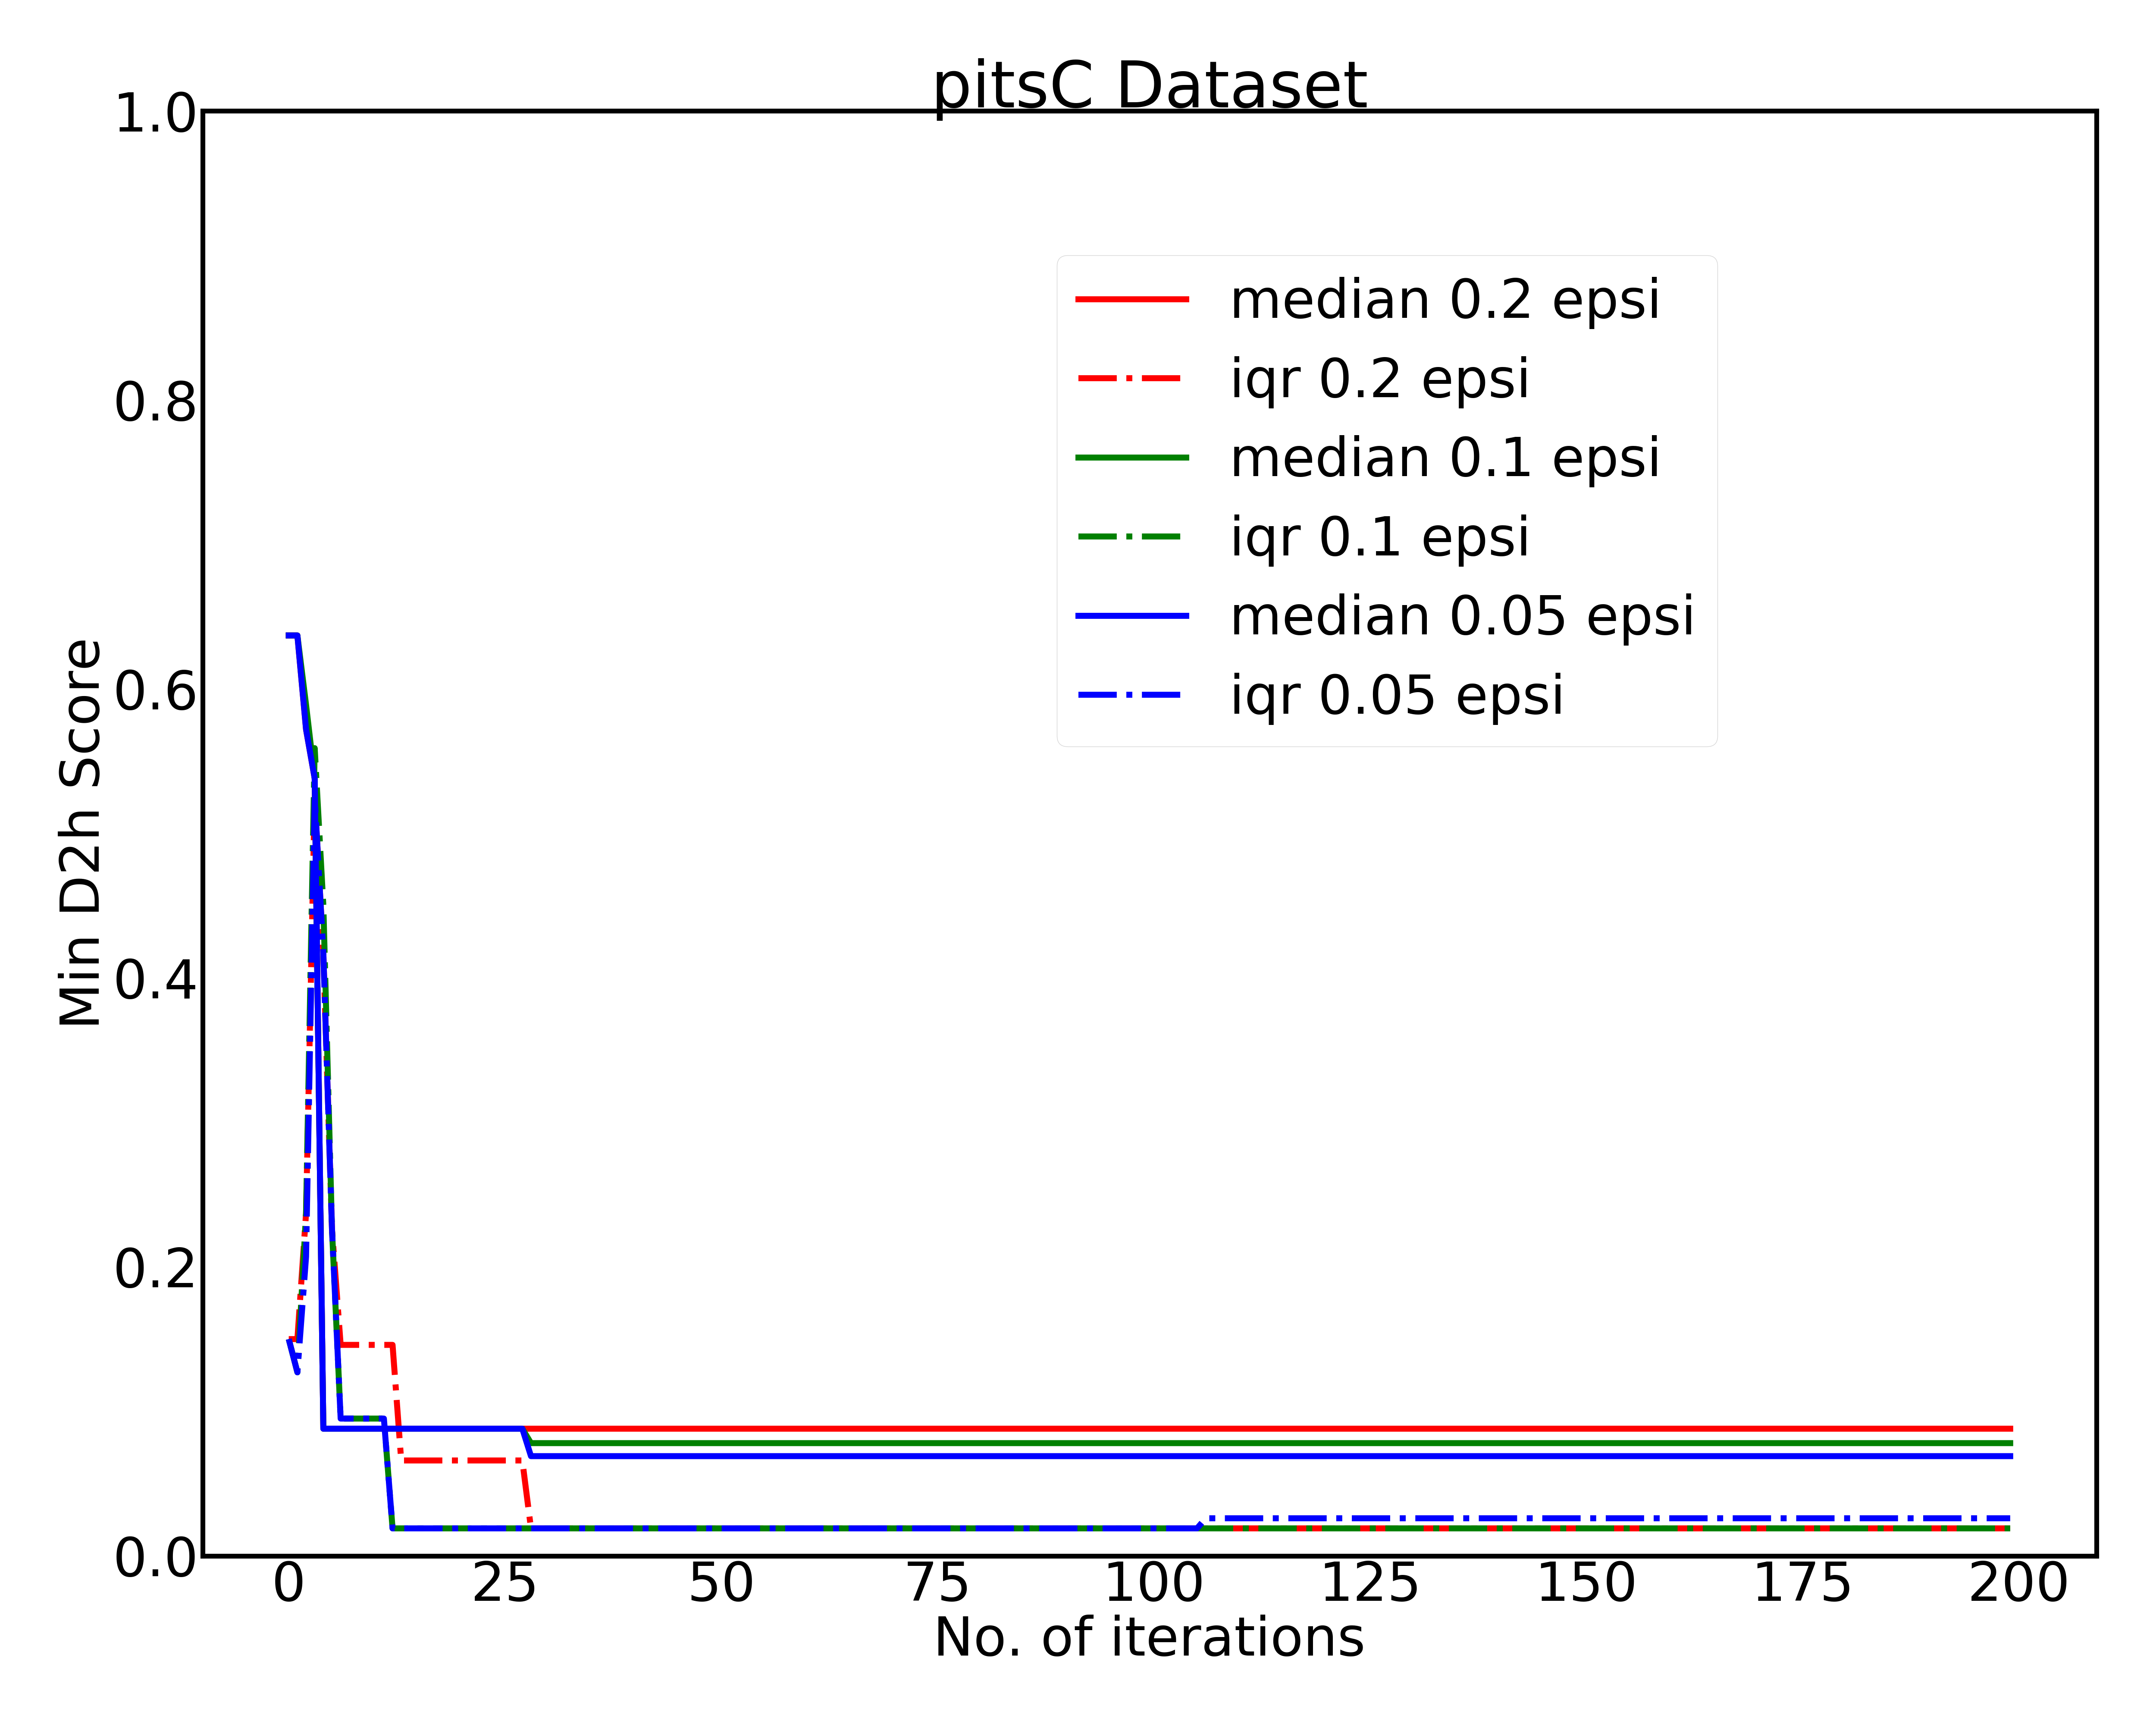 pitsC Dataset
1.0
0.8
0.6
0.4
0.2
0.0
Min D2h Score
median 0.2 epsi
iqr 0.2 epsi
median 0.1 epsi
iqr 0.1 epsi
median 0.05 epsi
iqr 0.05 epsi
0 25 50 75 100 125 150 175 200
No. of iterations